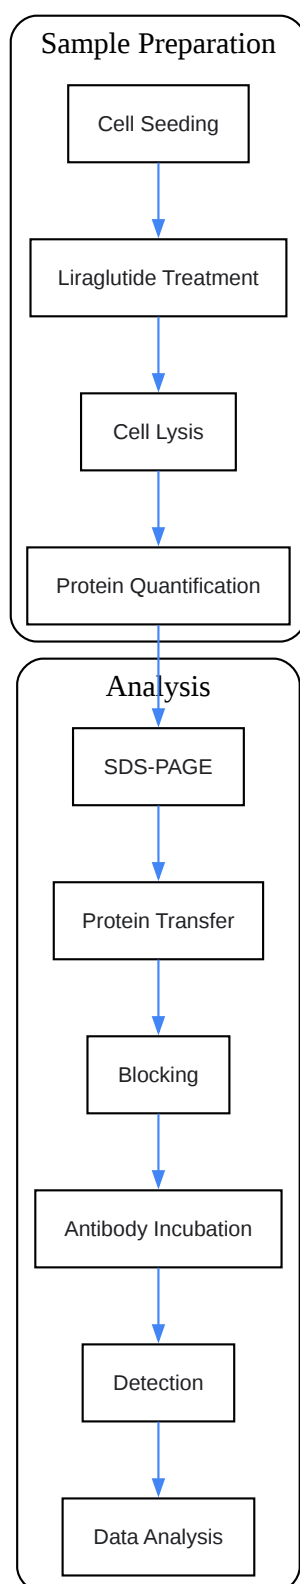 Sample Preparation
Cell Seeding
Liraglutide Treatment
Cell Lysis
Protein Quantification
Analysis
SDS-PAGE
Protein Transfer
Blocking
Antibody Incubation
Detection
Data Analysis